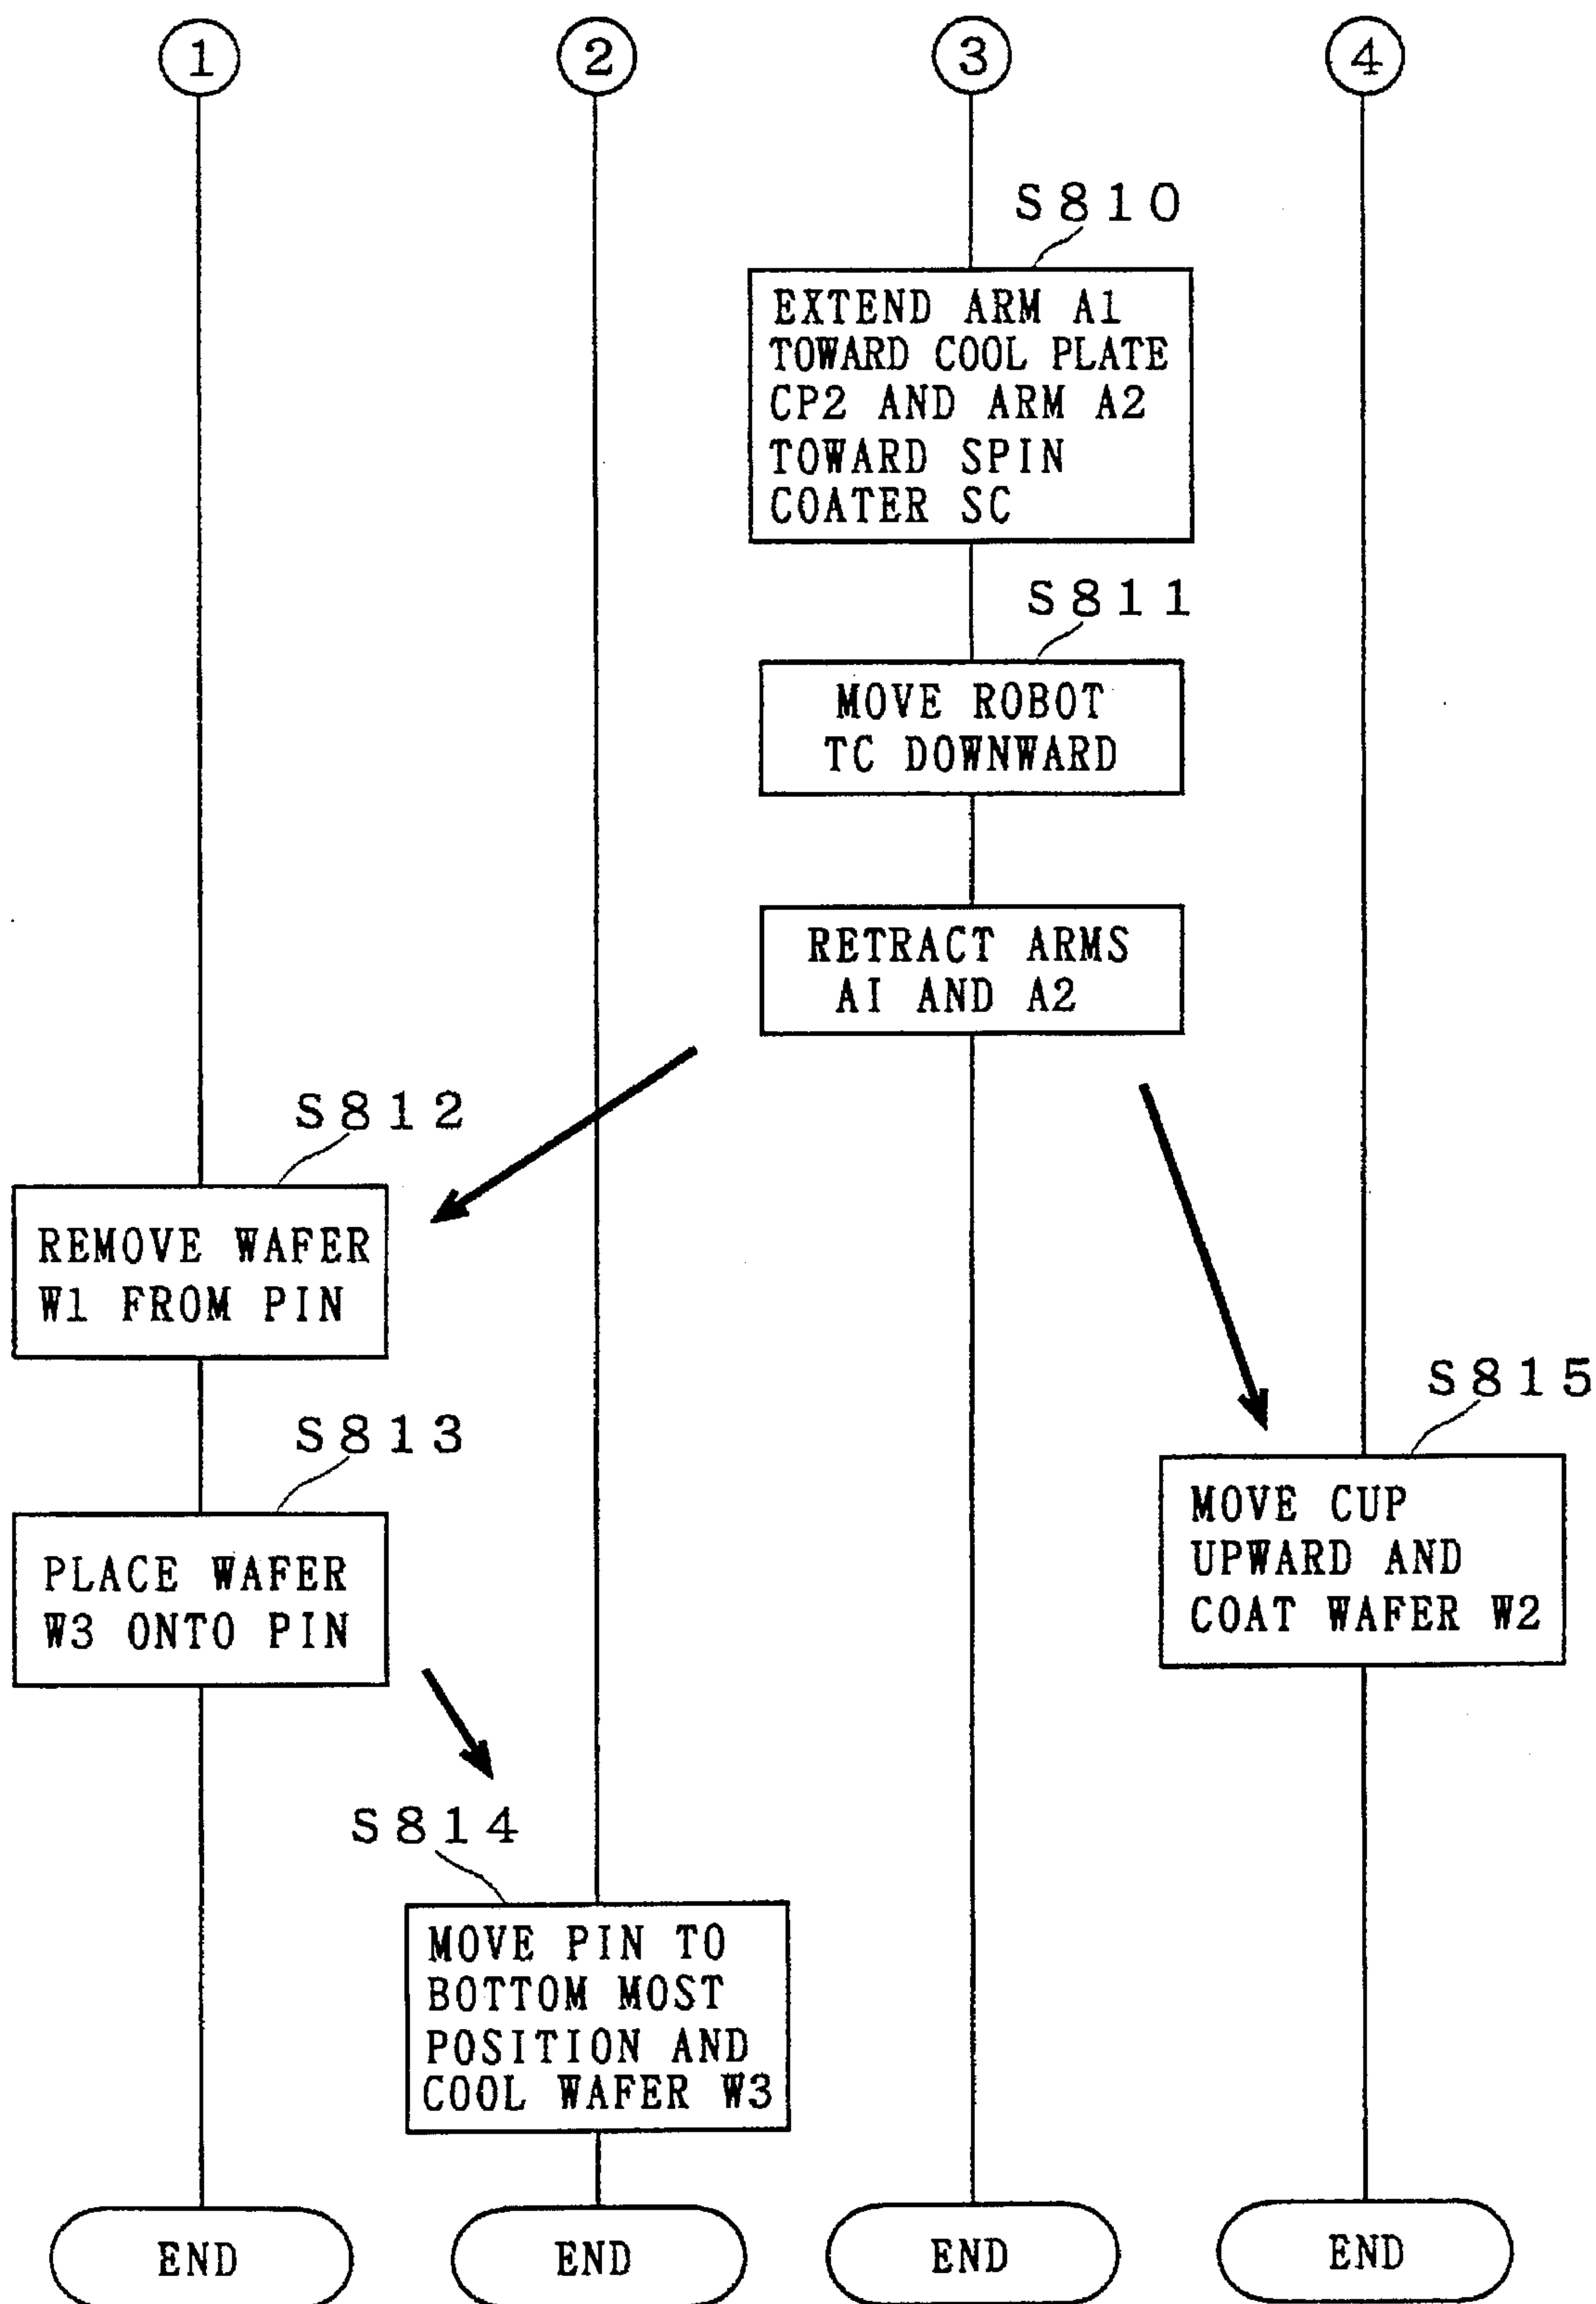 1
2
3
4
S810
EXTEND ARM A1
TOWARD COOL PLATE
CP2 AND ARM A2
TOWARD SPIN
COATER SC
S811
MOVE ROBOT
TC DOWNWARD
RETRACT ARMS
AI AND A2
S812
REMOVE WAFER
W1 FROM PIN
S813
PLACE WAFER
W3 ONTO PIN
S815
MOVE CUP
UPWARD AND
COAT WAFER W2
S814
MOVE PIN TO
BOTTOM MOST
POSITION AND
COOL WAFER W3
END
END
END
END